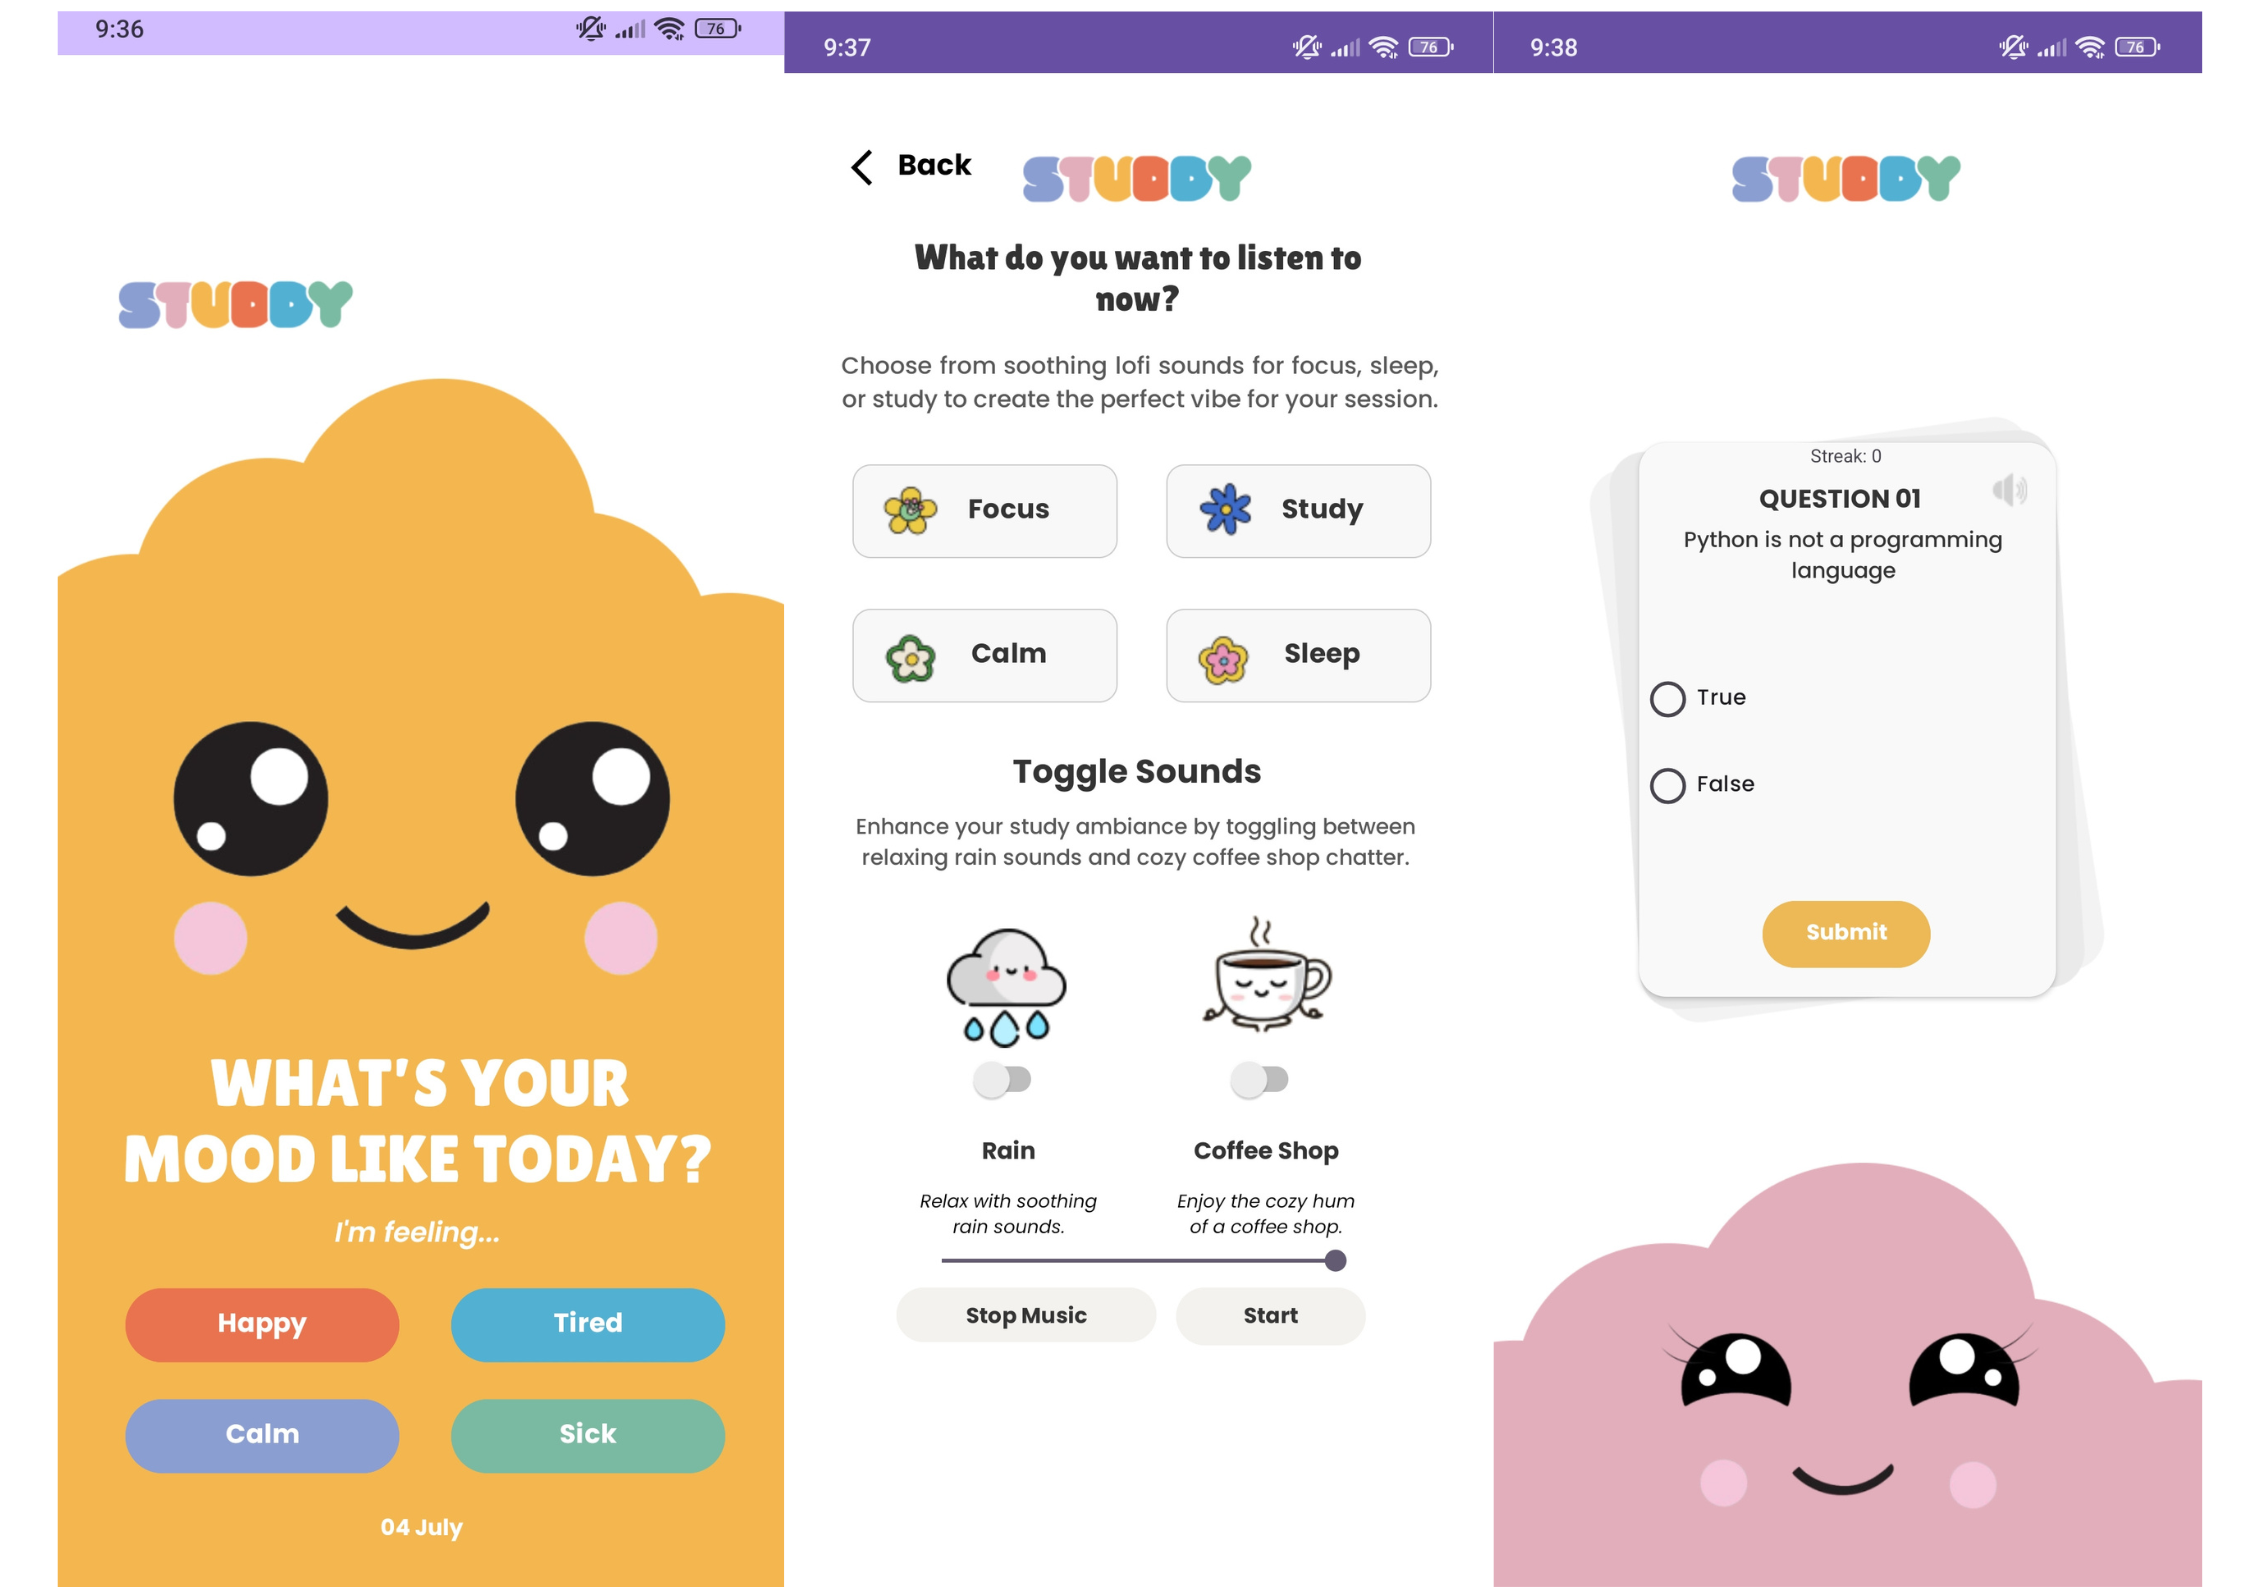 9:36
76
STUDDY
WHAT'S YOUR
MOOD LIKE TODAY?
I'm feeling...
Happy
Tired
Calm
Sick
04 July
9:37
76
Back
STUDDY
What do you want to listen to
now?
Choose from soothing lofi sounds for focus, sleep,
or study to create the perfect vibe for your session.
Focus
Study
Calm
Sleep
Toggle Sounds
Enhance your study ambiance by toggling between
relaxing rain sounds and cozy coffee shop chatter.
Rain
Coffee Shop
Relax with soothing
rain sounds.
Enjoy the cozy hum
of a coffee shop.
Stop Music
Start
9:38
76
STUDDY
Streak: 0
QUESTION 01
Python is not a programming
language
True
False
Submit